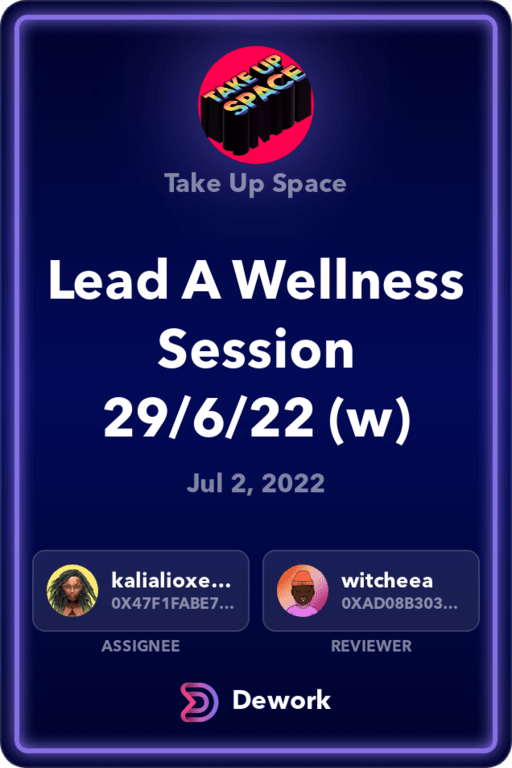 TAKE UP
SPACE
Take Up Space
Lead A Wellness
Session
29/6/22 (w)
Jul 2, 2022
kalialioxe...
0X47F1FABE7...
ASSIGNEE
witcheea
0XAD08B303...
REVIEWER
Dework